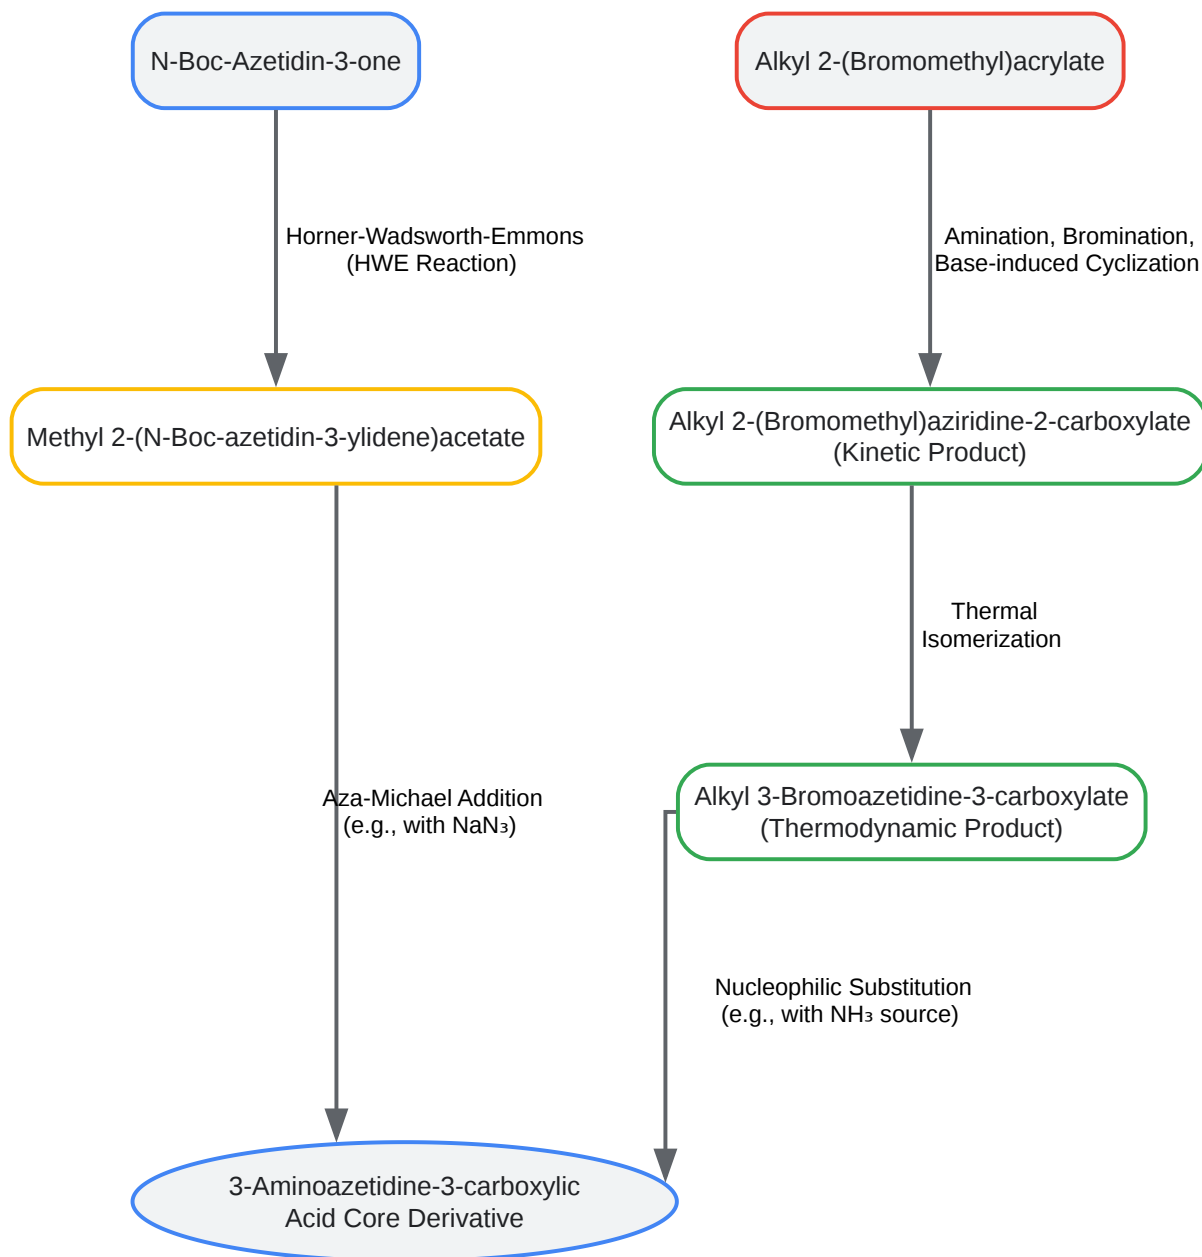 N-Boc-Azetidin-3-one
Alkyl 2-(Bromomethyl)acrylate
Horner-Wadsworth-Emmons
(HWE Reaction)
Amination, Bromination,
Base-induced Cyclization
Methyl 2-(N-Boc-azetidin-3-ylidene)acetate
Alkyl 2-(Bromomethyl)aziridine-2-carboxylate
(Kinetic Product)
Thermal
Isomerization
Aza-Michael Addition
(e.g., with NaN₃)
Alkyl 3-Bromoazetidine-3-carboxylate
(Thermodynamic Product)
Nucleophilic Substitution
(e.g., with NH₃ source)
3-Aminoazetidine-3-carboxylic
Acid Core Derivative